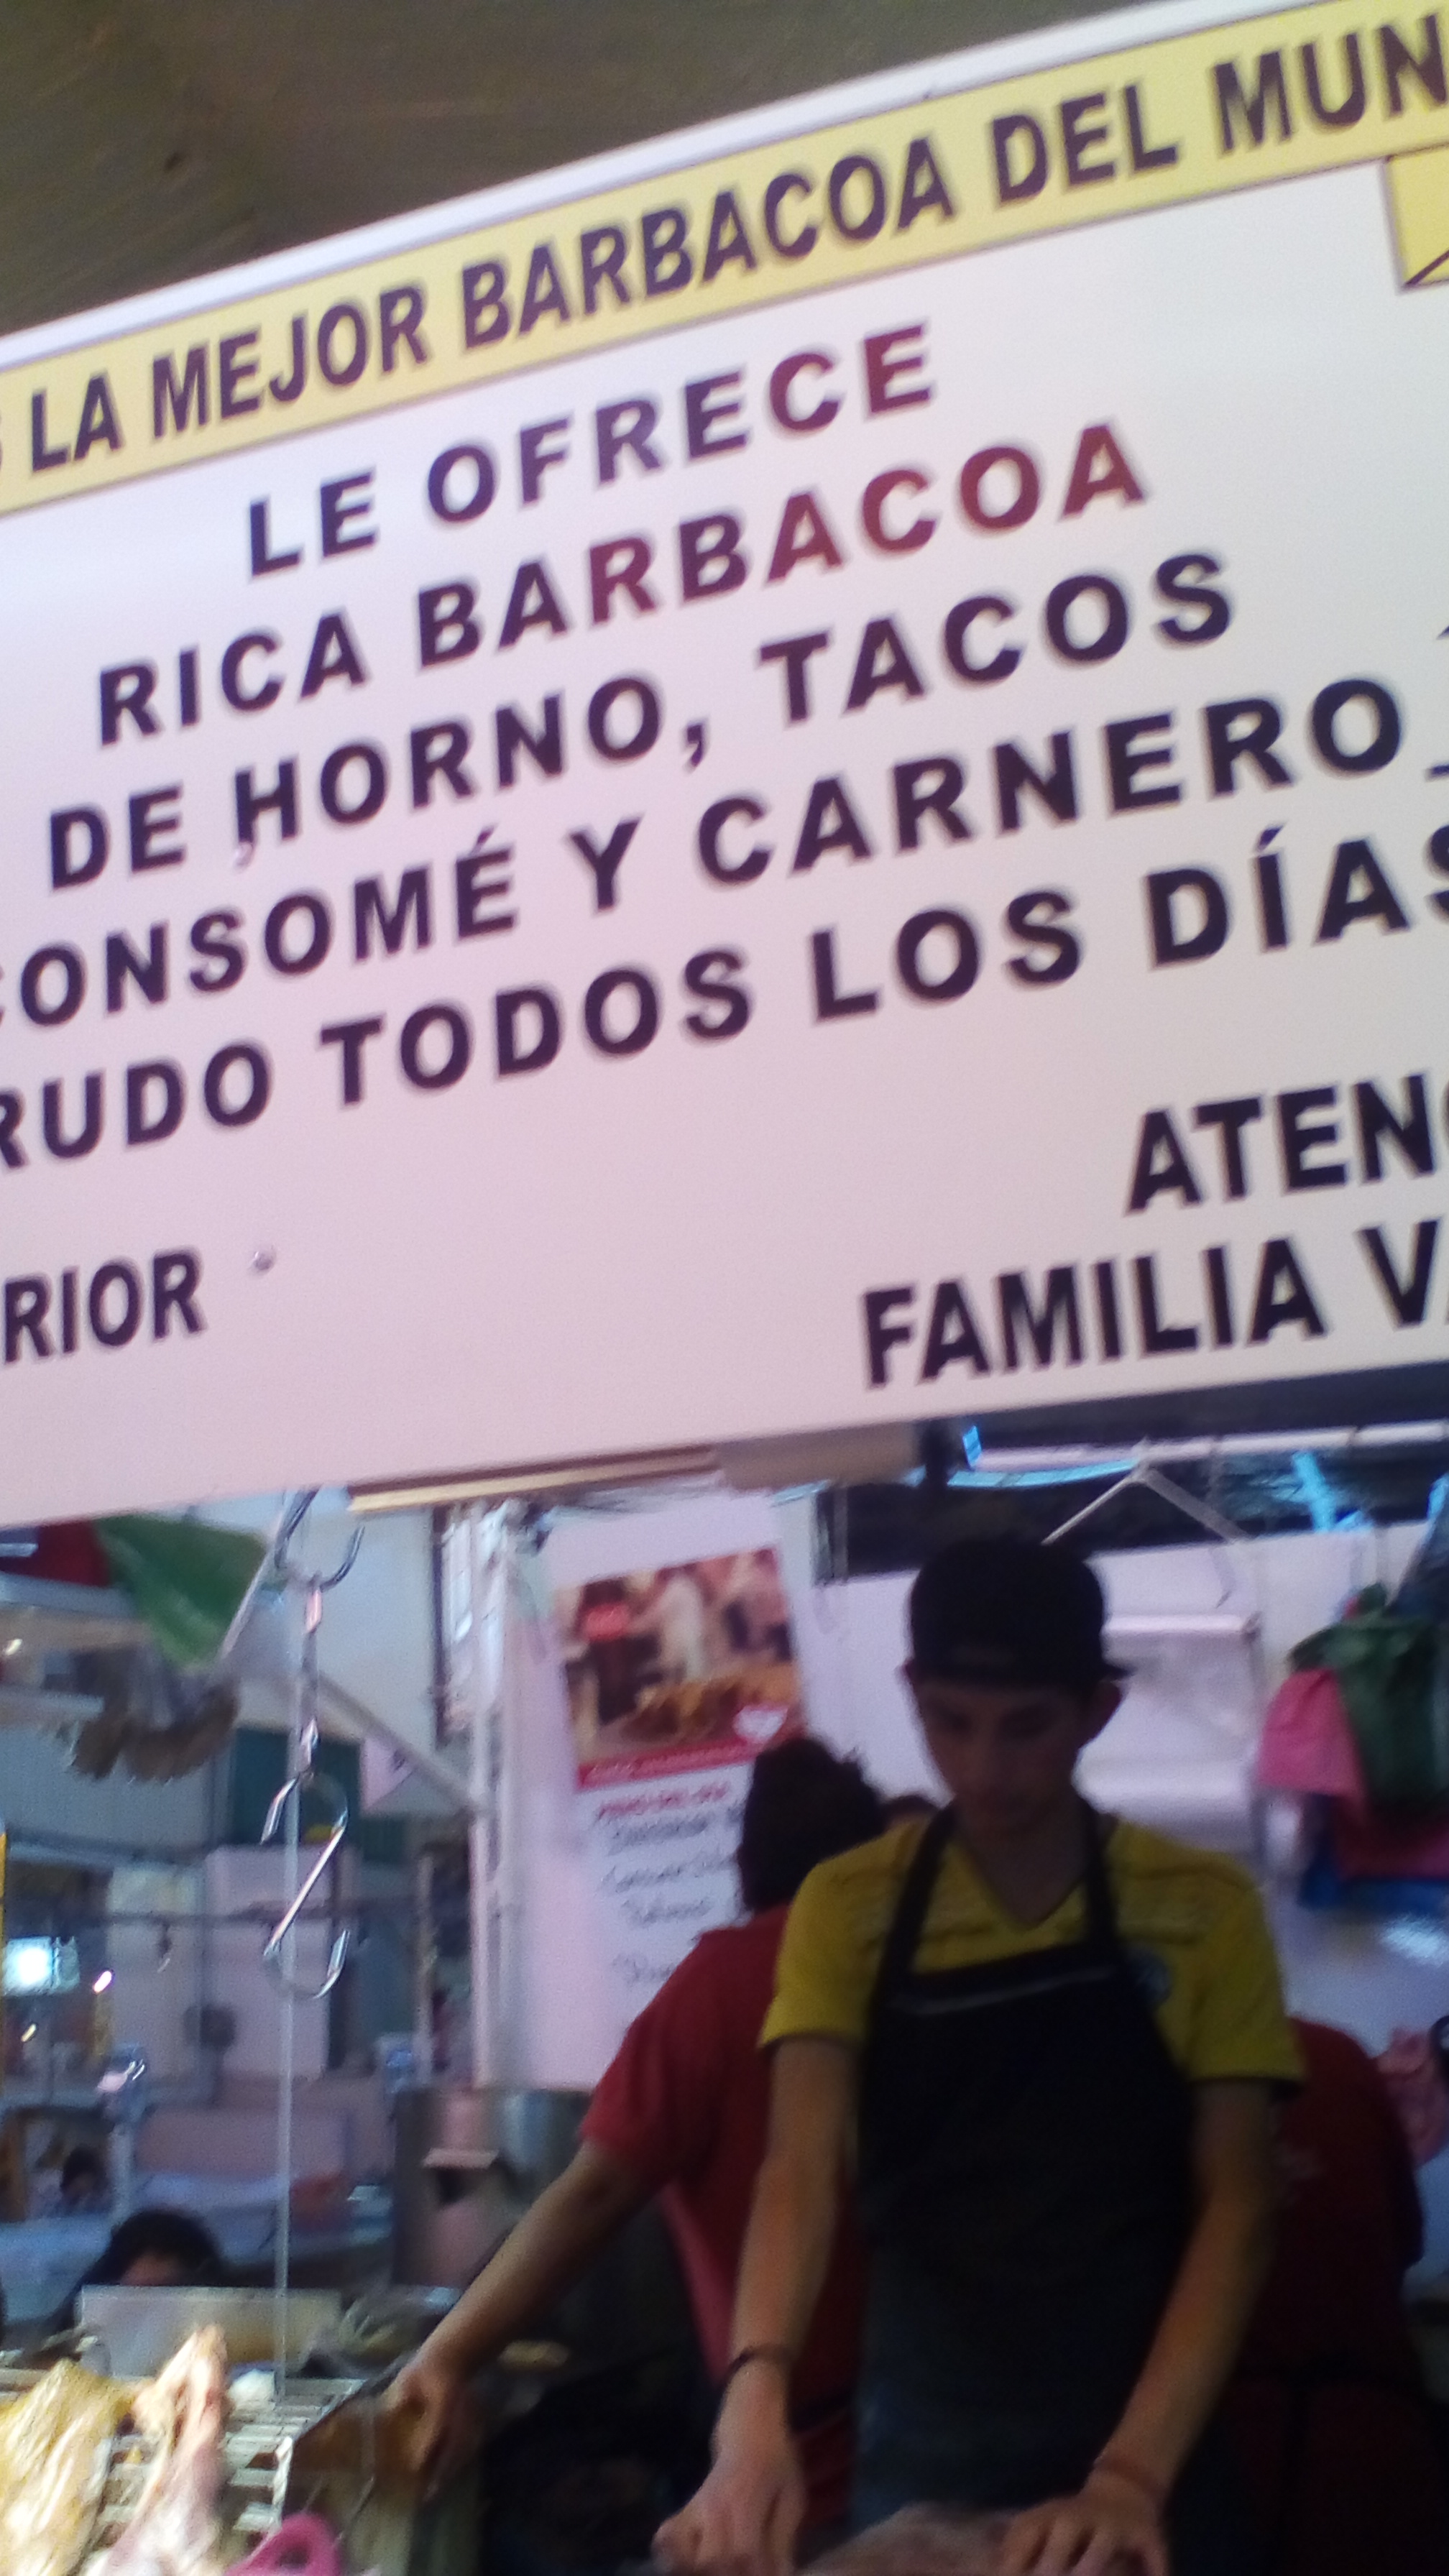 LA MEJOR BARBACOA DEL MUN
LE OFRECE
RICA BARBACOA
DE HORNO, TACOS
CONSOMÉ Y CARNERO
RUDO TODOS LOS DÍAS
ATEN
RIOR
FAMILIA V